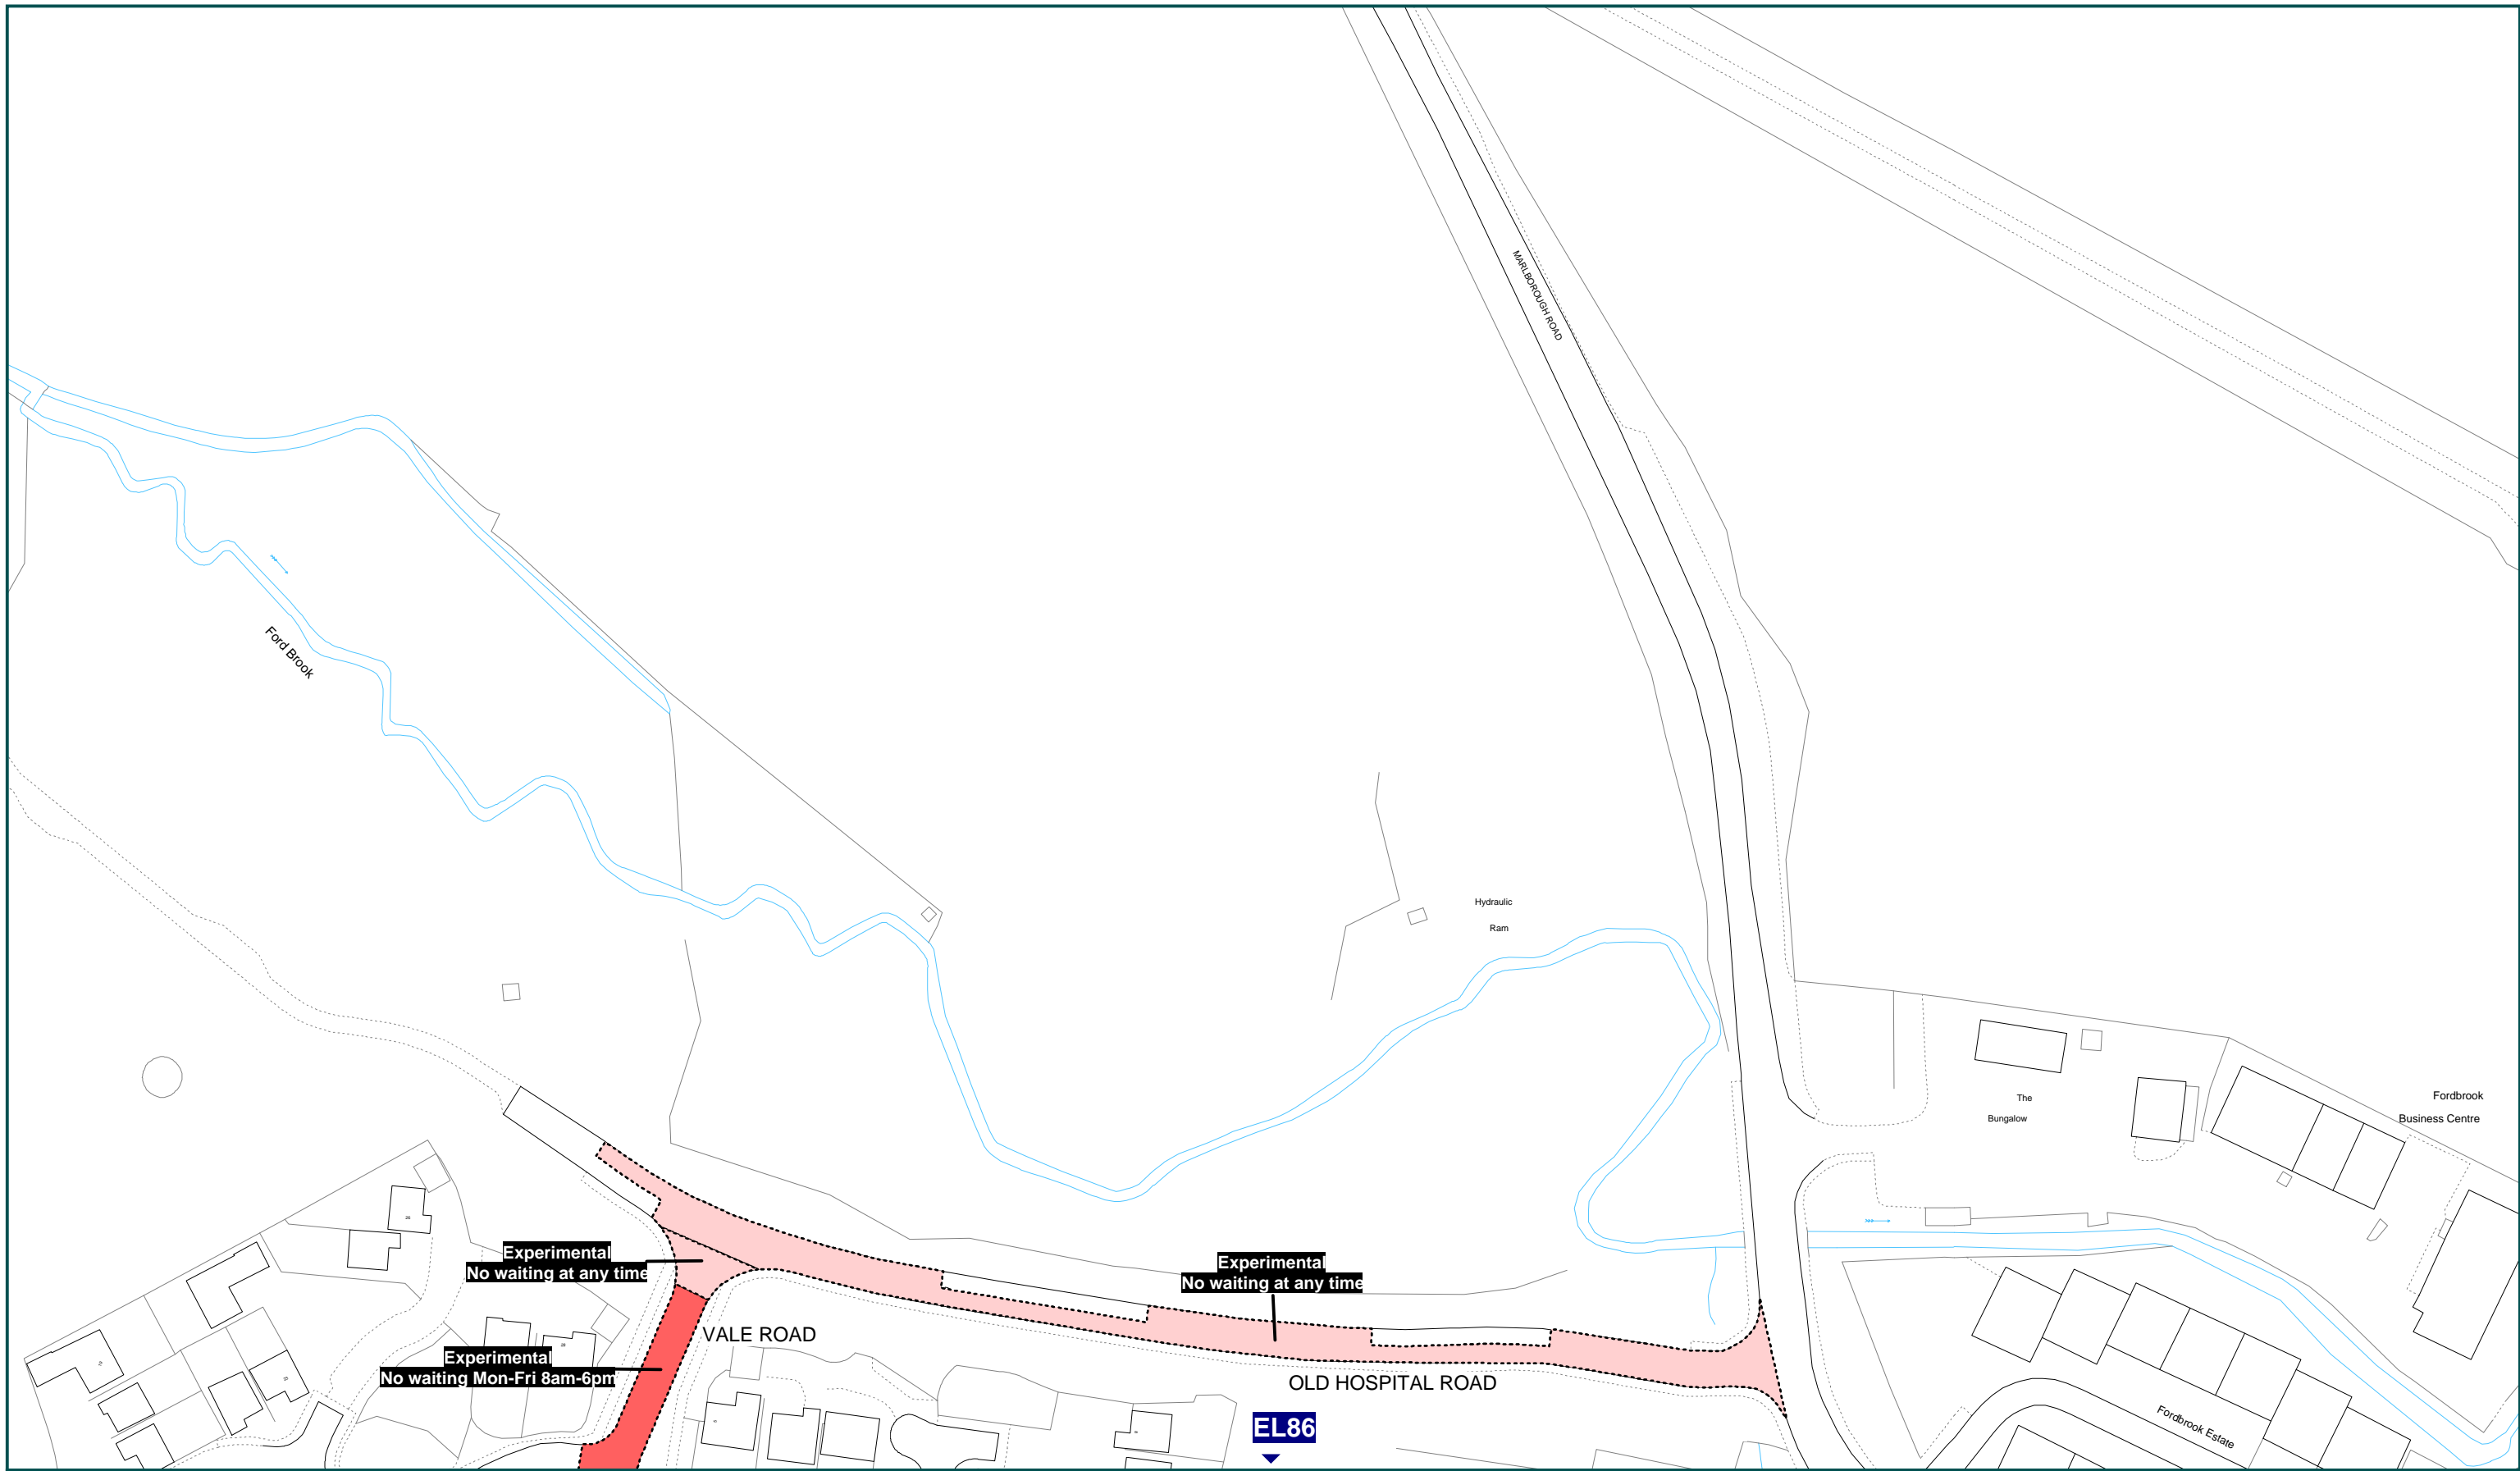 MARLBOROUGH ROAD
Ford Brook
Hydraulic
Ram
The
Bungalow
Fordbrook
Business Centre
Experimental
No waiting at any time
Experimental
No waiting at any time
VALE ROAD
Experimental
No waiting Mon-Fri 8am-6pm
OLD HOSPITAL ROAD
EL86
Fordbrook Estate